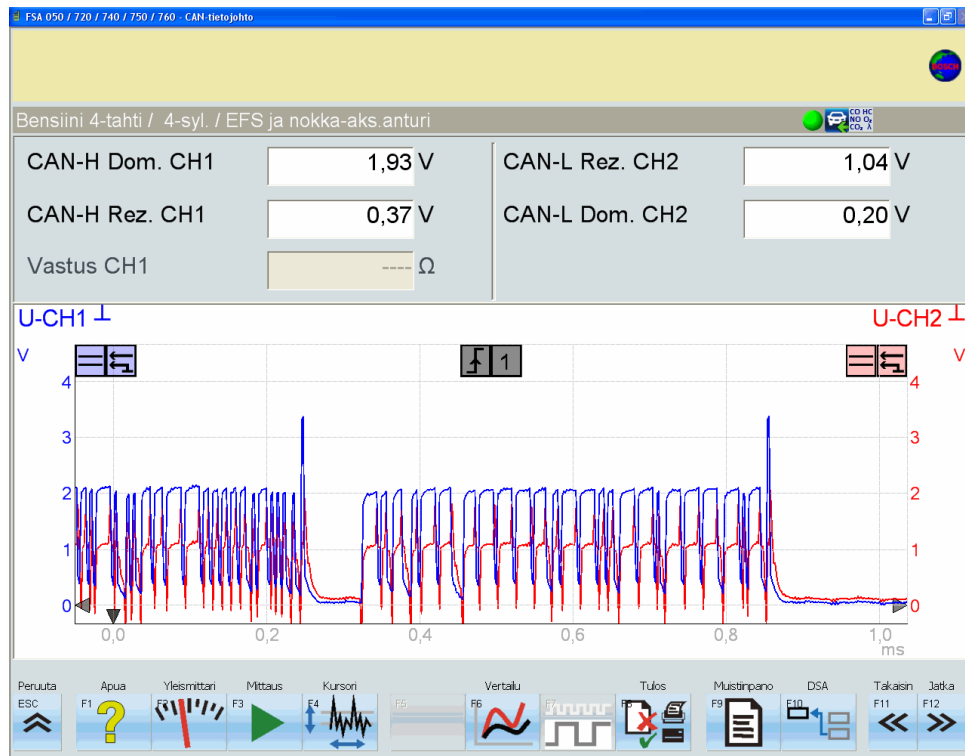 FSA 050 / 720 / 740 / 750 / 760 - CAN-tietojohto
BOSCH
Bensiini 4-tahti / 4-syl. / EFS ja nokka-aks.anturi
CO HC
NO O₂
CO₂ λ
CAN-H Dom. CH1 1,93 V
CAN-L Rez. CH2 1,04 V
CAN-H Rez. CH1 0,37 V
CAN-L Dom. CH2 0,20 V
Vastus CH1 ---- Ω
U-CH1
U-CH2
V
1
V
4
4
3
3
2
2
1
1
0
0
0,0 0,2 0,4 0,6 0,8 1,0
ms
Peruuta Apua Yleismittari Mittaus Kursori Vertailu Tulos Muistiinpano DSA Takaisin Jatka
ESC F1 F2 F3 F4 F5 F6 F7 F8 F9 F10 F11 F12